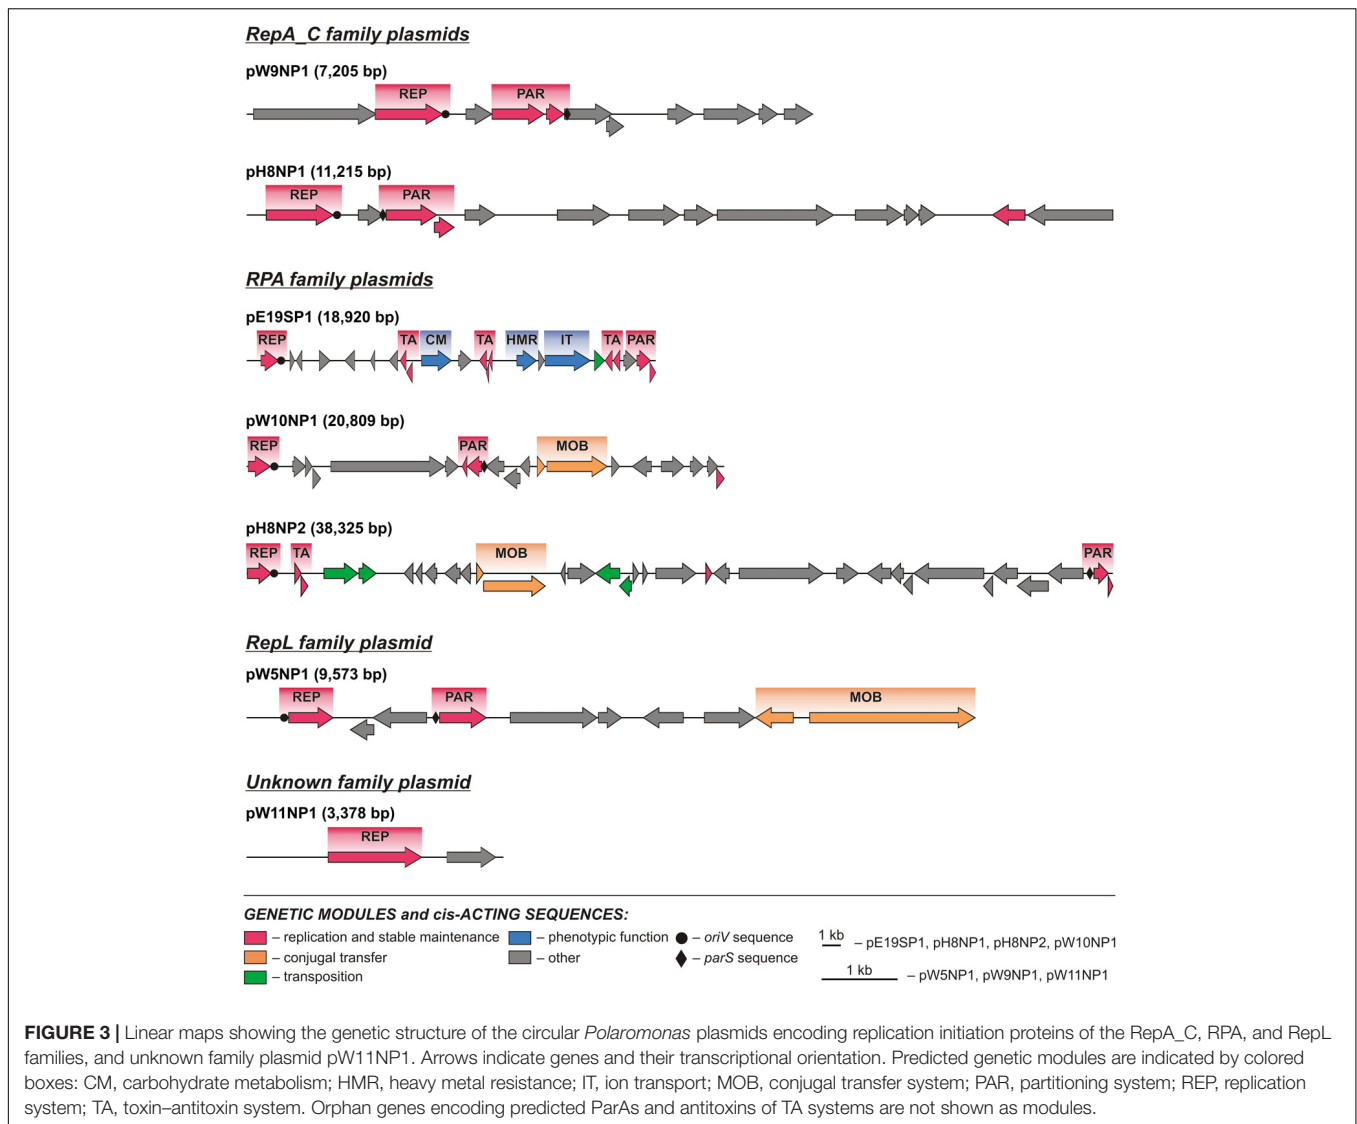 RepA_C family plasmids
pW9NP1 (7,205 bp)
REP PAR
pH8NP1 (11,215 bp)
REP PAR
RPA family plasmids
pE19SP1 (18,920 bp)
REP TA CM TA HMR IT TA PAR
pW10NP1 (20,809 bp)
REP PAR MOB
pH8NP2 (38,325 bp)
REP TA MOB PAR
RepL family plasmid
pW5NP1 (9,573 bp)
REP PAR MOB
Unknown family plasmid
pW11NP1 (3,378 bp)
REP
GENETIC MODULES and cis-ACTING SEQUENCES:
– replication and stable maintenance
– conjugal transfer
– transposition
– phenotypic function
– other
– oriV sequence
– parS sequence
1 kb – pE19SP1, pH8NP1, pH8NP2, pW10NP1
1 kb – pW5NP1, pW9NP1, pW11NP1
FIGURE 3 | Linear maps showing the genetic structure of the circular Polaromonas plasmids encoding replication initiation proteins of the RepA_C, RPA, and RepL
families, and unknown family plasmid pW11NP1. Arrows indicate genes and their transcriptional orientation. Predicted genetic modules are indicated by colored
boxes: CM, carbohydrate metabolism; HMR, heavy metal resistance; IT, ion transport; MOB, conjugal transfer system; PAR, partitioning system; REP, replication
system; TA, toxin–antitoxin system. Orphan genes encoding predicted ParAs and antitoxins of TA systems are not shown as modules.